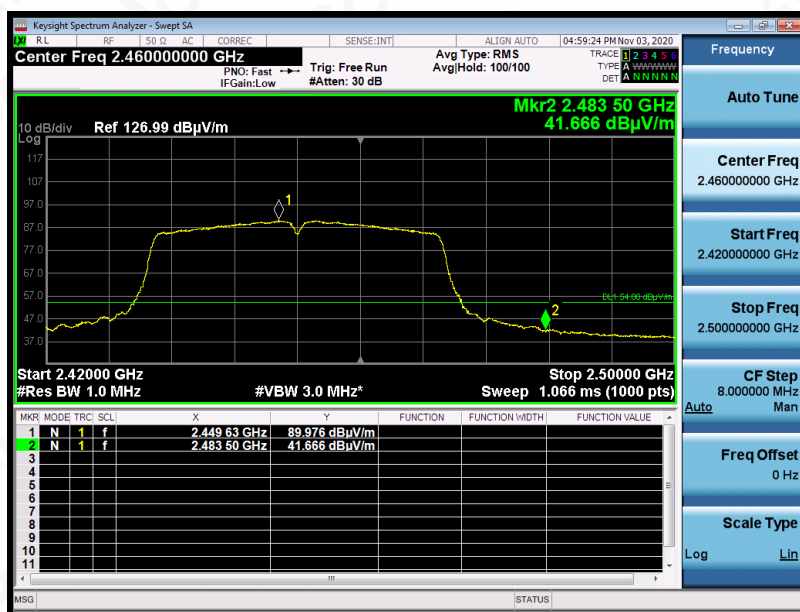 Keysight Spectrum Analyzer - Swept SA
LXI RL RF 50 Ω AC CORREC SENSE:INT ALIGN AUTO 04:59:24 PM Nov 03, 2020
Center Freq 2.460000000 GHz
PNO: Fast
IFGain:Low
Trig: Free Run
#Atten: 30 dB
Avg Type: RMS
Avg|Hold: 100/100
TRACE 1 2 3 4 5 6
TYPE A WWWWW
DET A N N N N N
Mkr2 2.483 50 GHz
41.666 dBµV/m
10 dB/div Ref 126.99 dBµV/m
Log
117
107
97.0
87.0
77.0
67.0
57.0
47.0
37.0
1
2
DL1 54.00 dBµV/m
Start 2.42000 GHz Stop 2.50000 GHz
#Res BW 1.0 MHz #VBW 3.0 MHz* Sweep 1.066 ms (1000 pts)
MKR MODE TRC SCL X Y FUNCTION FUNCTION WIDTH FUNCTION VALUE
1 N 1 f 2.449 63 GHz 89.976 dBµV/m
2 N 1 f 2.483 50 GHz 41.666 dBµV/m
3
4
5
6
7
8
9
10
11
MSG STATUS
Frequency
Auto Tune
Center Freq
2.460000000 GHz
Start Freq
2.420000000 GHz
Stop Freq
2.500000000 GHz
CF Step
8.000000 MHz
Auto Man
Freq Offset
0 Hz
Scale Type
Log Lin